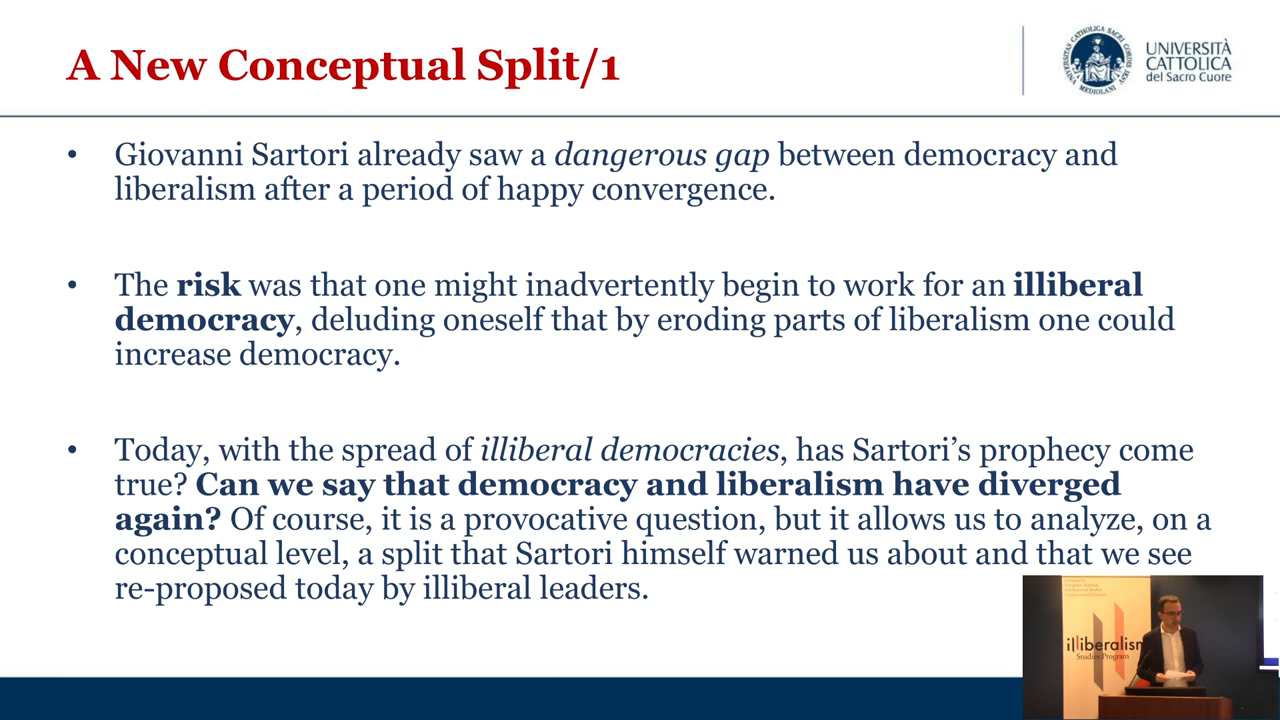 A New Conceptual Split/1
UNIVERSITÀ
CATTOLICA
del Sacro Cuore
• Giovanni Sartori already saw a dangerous gap between democracy and
liberalism after a period of happy convergence.
• The risk was that one might inadvertently begin to work for an illiberal
democracy, deluding oneself that by eroding parts of liberalism one could
increase democracy.
• Today, with the spread of illiberal democracies, has Sartori’s prophecy come
true? Can we say that democracy and liberalism have diverged
again? Of course, it is a provocative question, but it allows us to analyze, on a
conceptual level, a split that Sartori himself warned us about and that we see
re-proposed today by illiberal leaders.
illiberalism
Studies Program